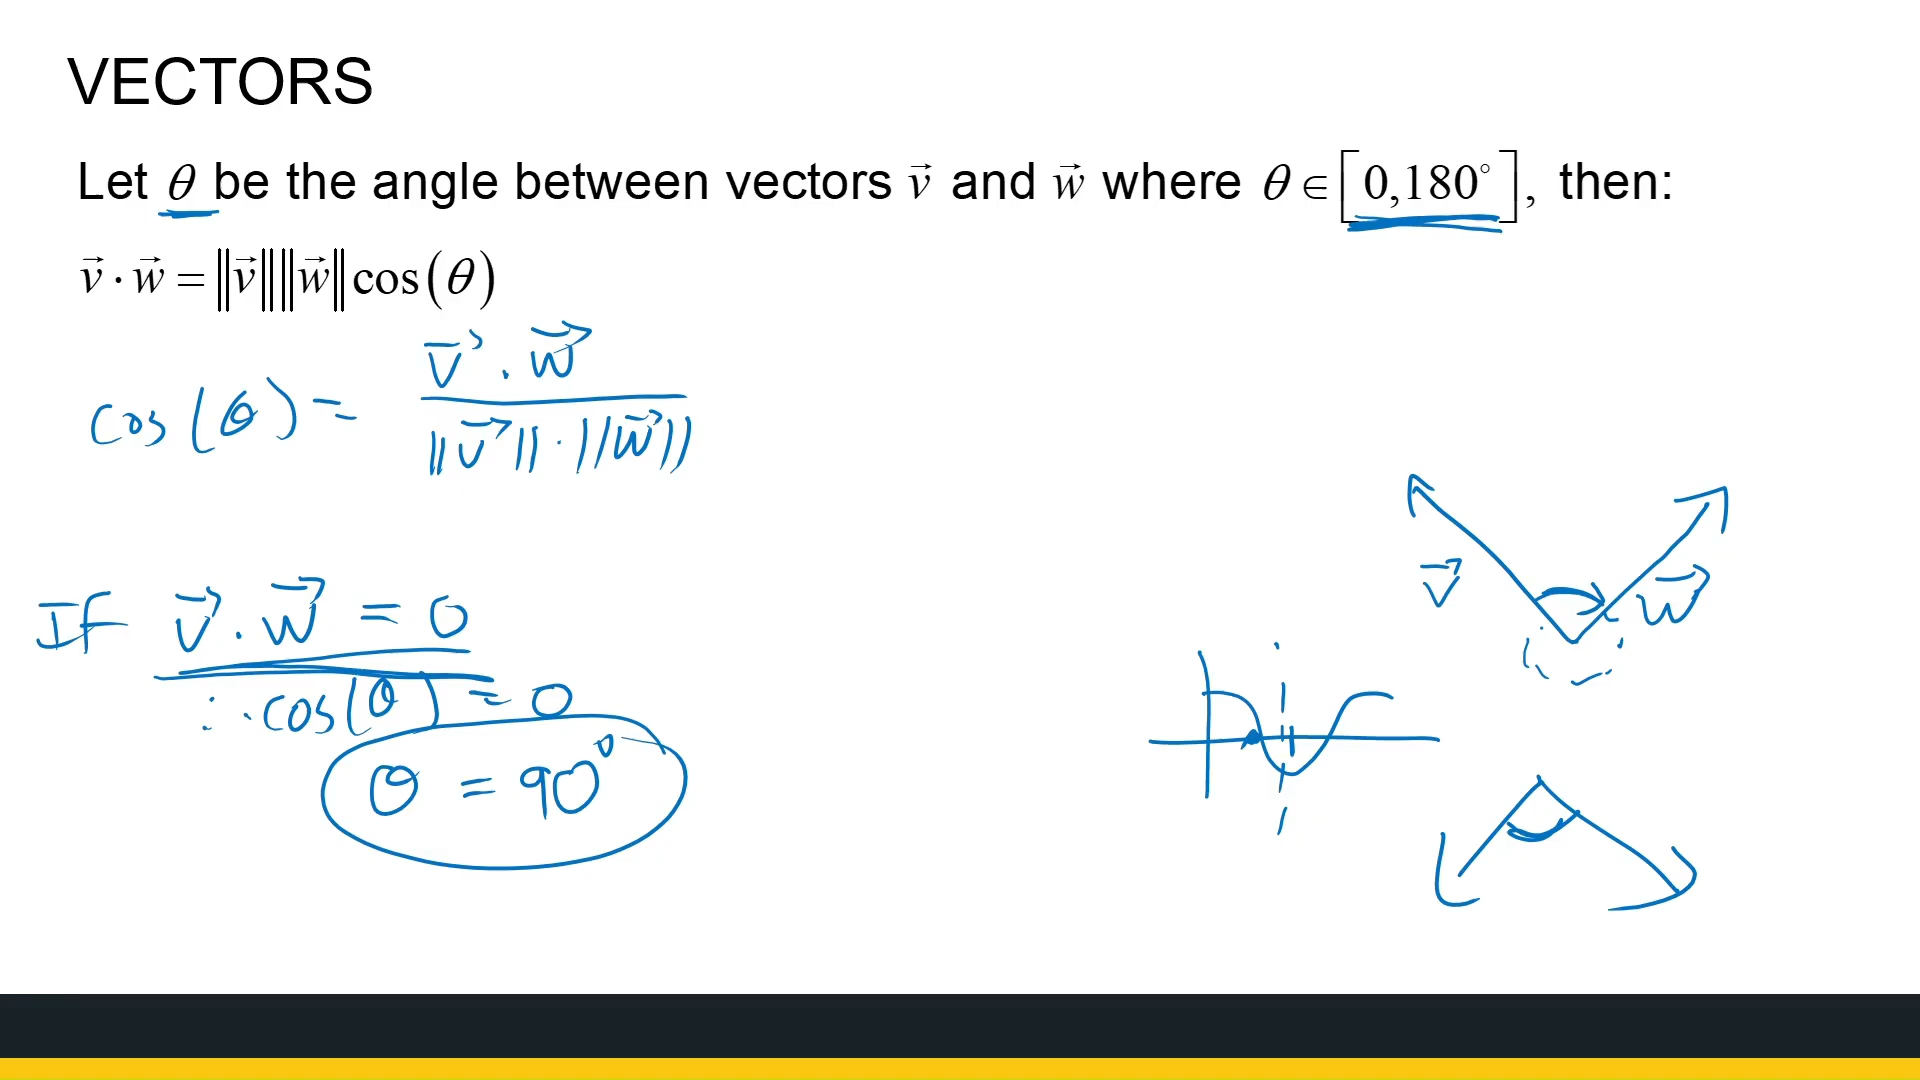 VECTORS
Let θ be the angle between vectors v⃗ and w⃗ where θ ∈ [0,180°], then:
v⃗ · w⃗ = ‖v⃗‖‖w⃗‖cos(θ)
cos(θ) = v⃗ · w⃗ / ‖v⃗‖ · ‖w⃗‖
IF v⃗ · w⃗ = 0
∴ cos(θ) = 0
θ = 90°
v⃗
w⃗